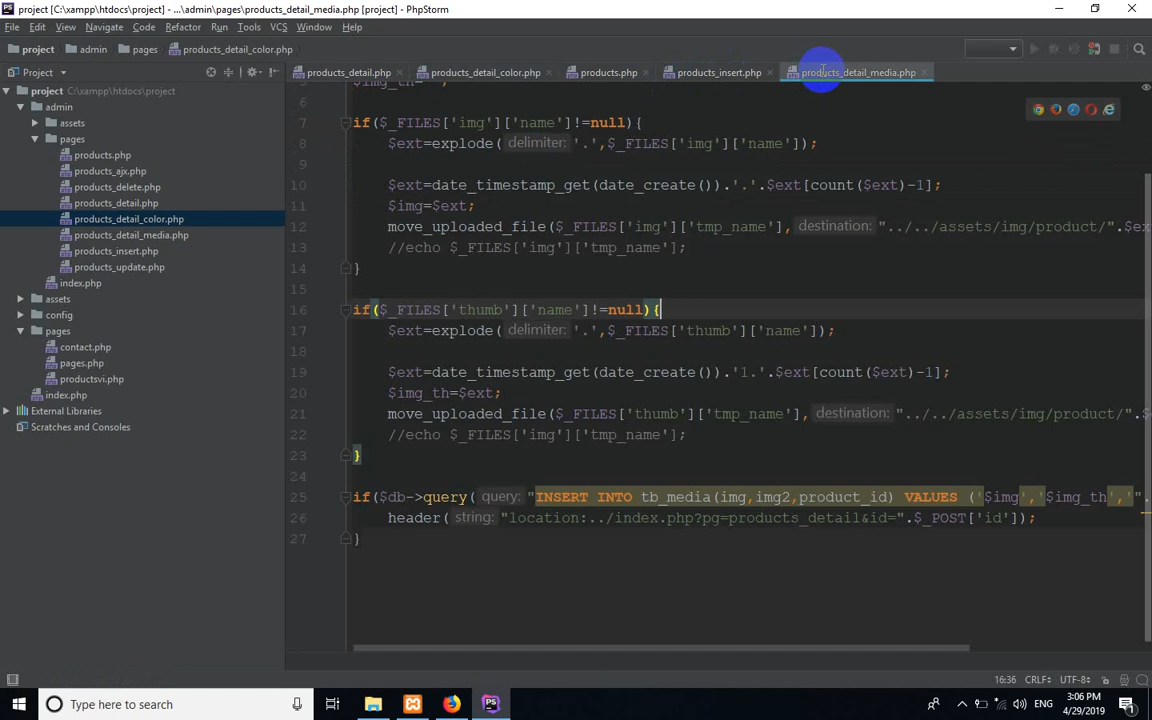 project [C:\xampp\htdocs\project] - ...\admin\pages\products_detail_media.php [project] - PhpStorm
File Edit View Navigate Code Refactor Run Tools VCS Window Help
project admin pages products_detail_color.php
Project
products_detail.php products_detail_color.php products.php products_insert.php products_detail_media.php
project C:\xampp\htdocs\project
admin
assets
pages
products.php
products_ajx.php
products_delete.php
products_detail.php
products_detail_color.php
products_detail_media.php
products_insert.php
products_update.php
index.php
assets
config
pages
contact.php
pages.php
productsvi.php
index.php
External Libraries
Scratches and Consoles
6
7 if($_FILES['img']['name']!=null){
8 $ext=explode( delimiter: '.',$_FILES['img']['name']);
9
10 $ext=date_timestamp_get(date_create()).'.'.$ext[count($ext)-1];
11 $img=$ext;
12 move_uploaded_file($_FILES['img']['tmp_name'], destination: "../../assets/img/product/".$ex
13 //echo $_FILES['img']['tmp_name'];
14 }
15
16 if($_FILES['thumb']['name']!=null){
17 $ext=explode( delimiter: '.',$_FILES['thumb']['name']);
18
19 $ext=date_timestamp_get(date_create()).'1.'.$ext[count($ext)-1];
20 $img_th=$ext;
21 move_uploaded_file($_FILES['thumb']['tmp_name'], destination: "../../assets/img/product/".$
22 //echo $_FILES['img']['tmp_name'];
23 }
24
25 if($db->query( query: "INSERT INTO tb_media(img,img2,product_id) VALUES ('$img','$img_th','".
26 header( string: "location:../index.php?pg=products_detail&id=".$_POST['id']);
27 }
16:36 CRLF÷ UTF-8÷
Type here to search
ENG
3:06 PM
4/29/2019
1